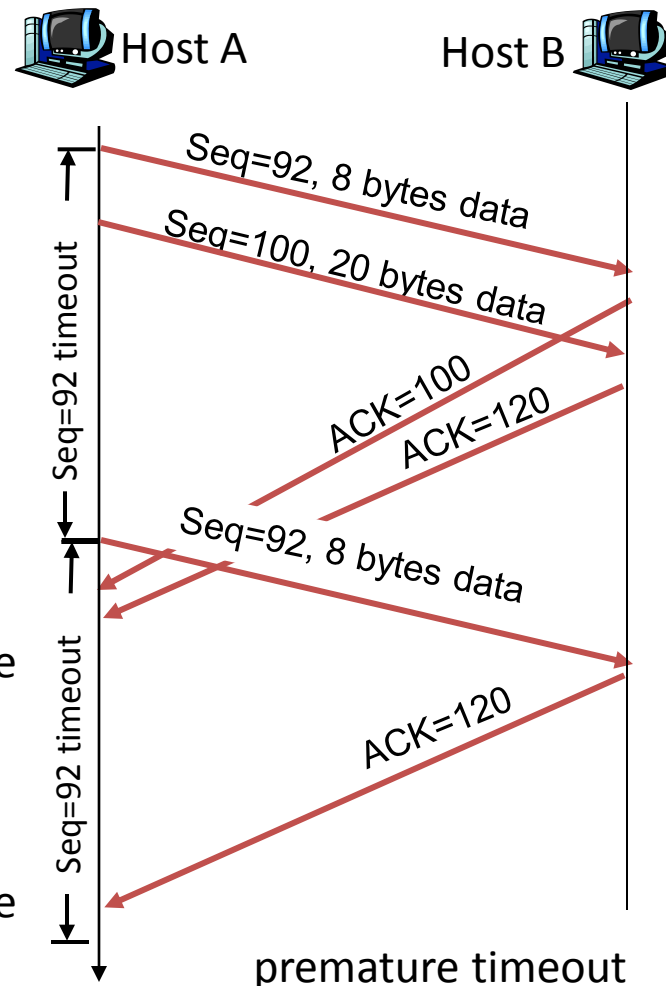 Host A
Host B
Seq=92, 8 bytes data
Seq=100, 20 bytes data
Seq=92 timeout
ACK=100
ACK=120
Seq=92, 8 bytes data
e
Seq=92 timeout
ACK=120
e
premature timeout